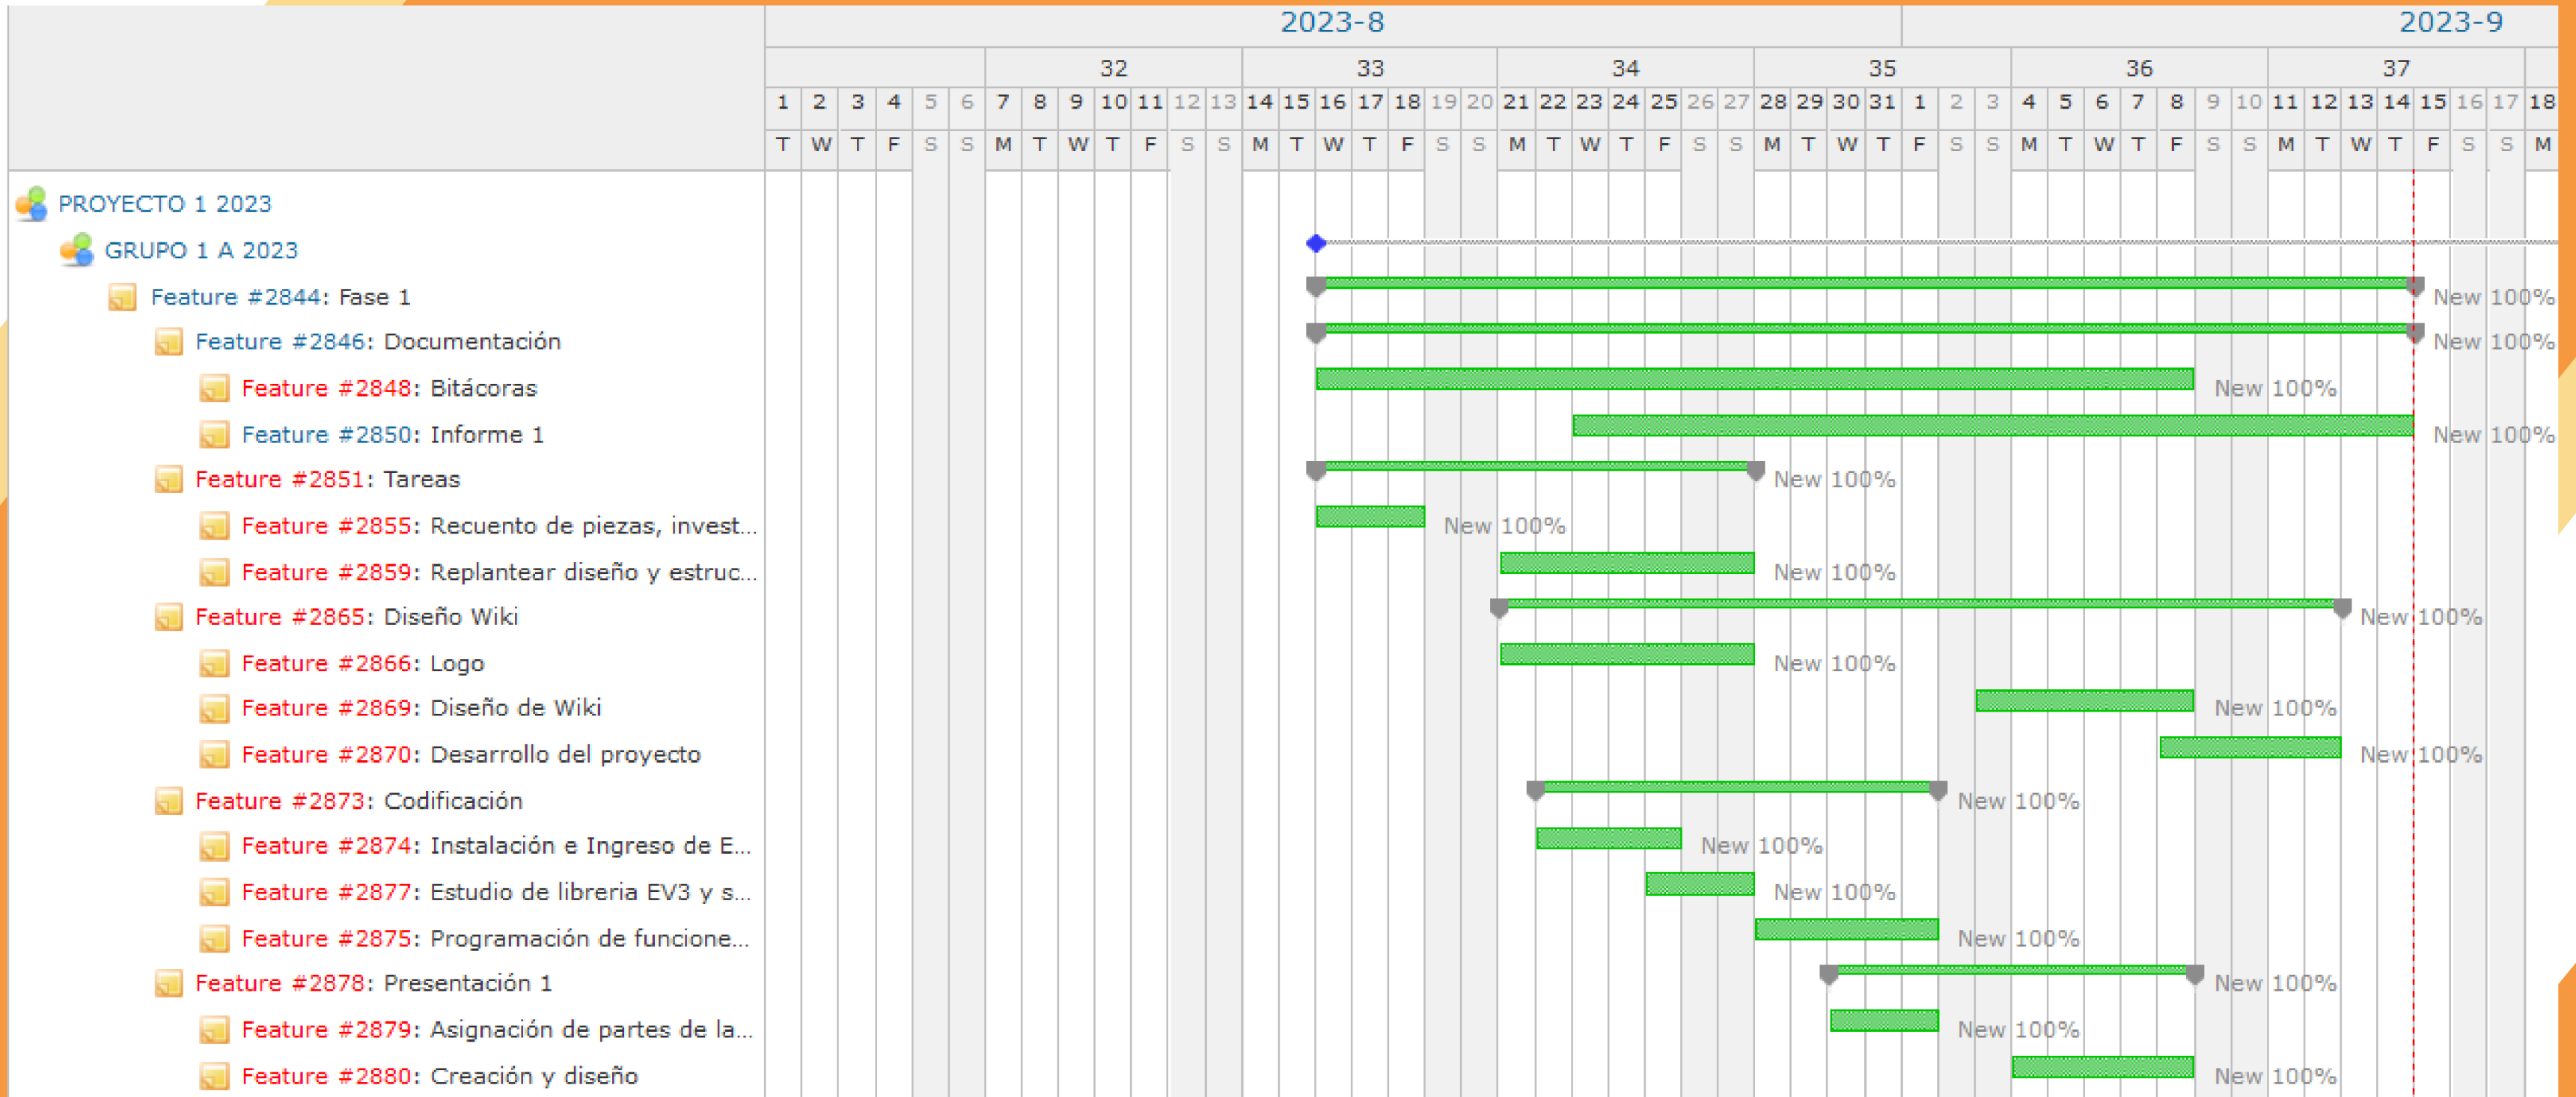 2023-8 2023-9
32 33 34 35 36 37
1 2 3 4 5 6 7 8 9 10 11 12 13 14 15 16 17 18 19 20 21 22 23 24 25 26 27 28 29 30 31 1 2 3 4 5 6 7 8 9 10 11 12 13 14 15 16 17 18
T W T F S S M T W T F S S M T W T F S S M T W T F S S M T W T F S S M T W T F S S M T W T F S S M
PROYECTO 1 2023
GRUPO 1 A 2023
Feature #2844: Fase 1 New 100%
Feature #2846: Documentación New 100%
Feature #2848: Bitácoras New 100%
Feature #2850: Informe 1 New 100%
Feature #2851: Tareas New 100%
Feature #2855: Recuento de piezas, invest... New 100%
Feature #2859: Replantear diseño y estruc... New 100%
Feature #2865: Diseño Wiki New 100%
Feature #2866: Logo New 100%
Feature #2869: Diseño de Wiki New 100%
Feature #2870: Desarrollo del proyecto New 100%
Feature #2873: Codificación New 100%
Feature #2874: Instalación e Ingreso de E... New 100%
Feature #2877: Estudio de libreria EV3 y s... New 100%
Feature #2875: Programación de funcione... New 100%
Feature #2878: Presentación 1 New 100%
Feature #2879: Asignación de partes de la... New 100%
Feature #2880: Creación y diseño New 100%